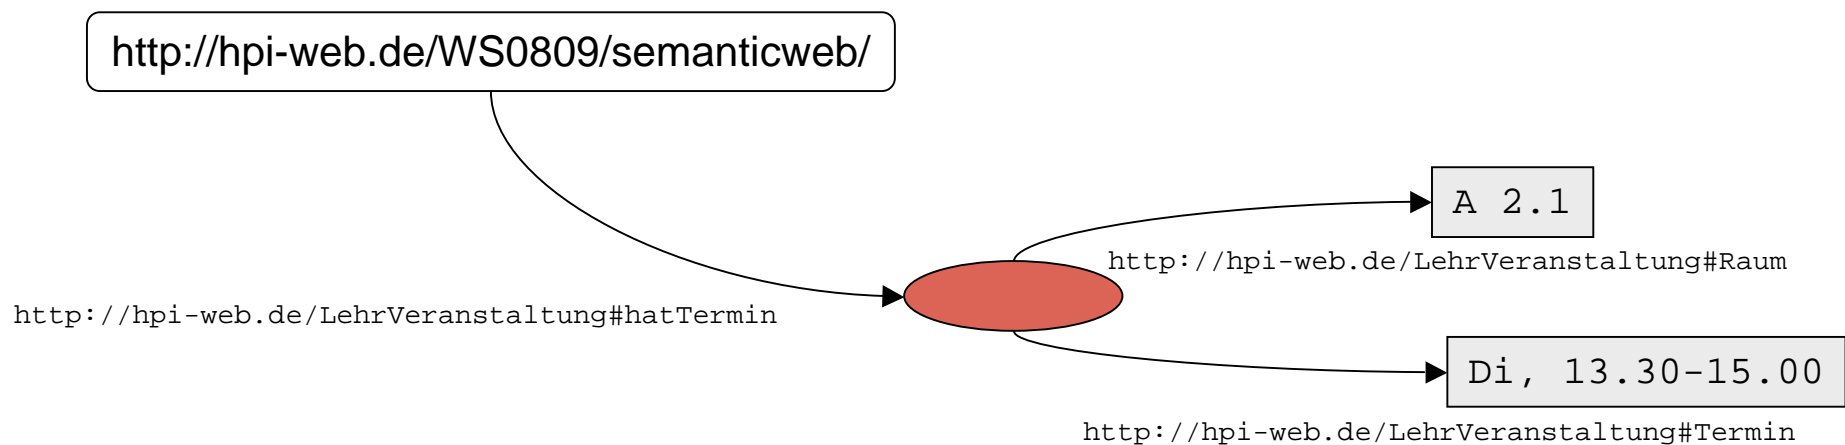 http://hpi-web.de/WS0809/semanticweb/
A 2.1
http://hpi-web.de/LehrVeranstaltung#Raum
http://hpi-web.de/LehrVeranstaltung#hatTermin
Di, 13.30-15.00
http://hpi-web.de/LehrVeranstaltung#Termin